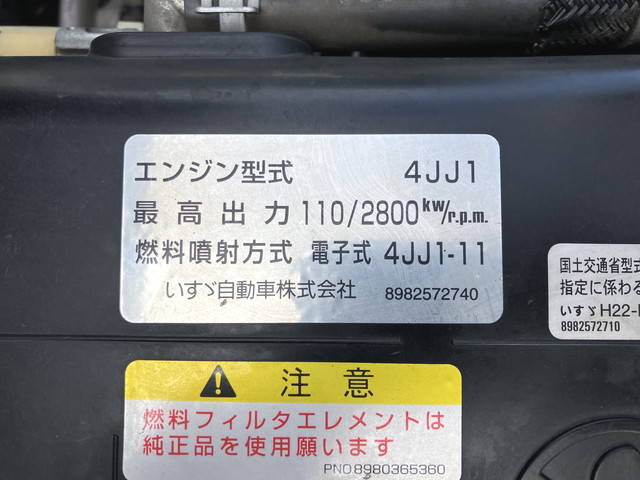 エンジン型式 4JJ1
最高出力 110/2800kW/r.p.m.
燃料噴射方式 電子式 4JJ1-11
いすゞ自動車株式会社 8982572740
国土交通省型式
指定に係わる
いすゞH22-
8982572710
注意
燃料フィルタエレメントは
純正品を使用願います
PNO8980365360